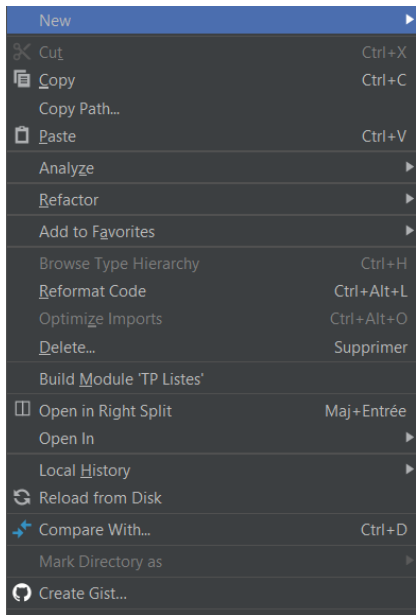 New
Cut Ctrl+X
Copy Ctrl+C
Copy Path...
Paste Ctrl+V
Analyze
Refactor
Add to Favorites
Browse Type Hierarchy Ctrl+H
Reformat Code Ctrl+Alt+L
Optimize Imports Ctrl+Alt+O
Delete... Supprimer
Build Module 'TP Listes'
Open in Right Split Maj+Entrée
Open In
Local History
Reload from Disk
Compare With... Ctrl+D
Mark Directory as
Create Gist...